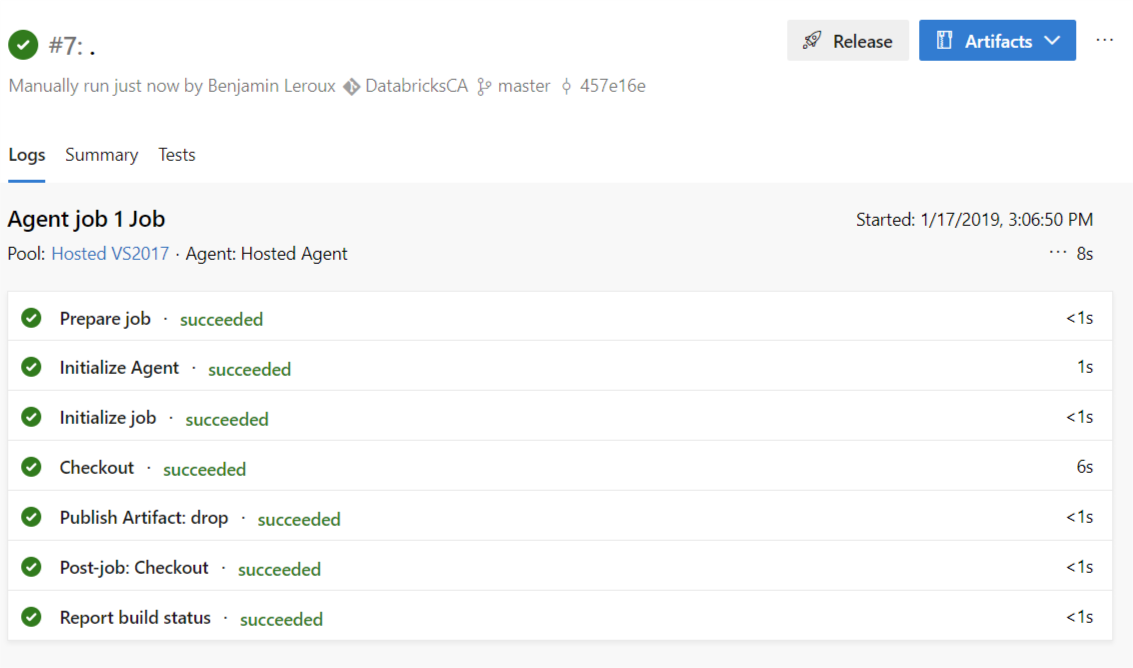 #7: .
Release
Artifacts
Manually run just now by Benjamin Leroux DatabricksCA master 457e16e
Logs Summary Tests
Agent job 1 Job
Started: 1/17/2019, 3:06:50 PM
Pool: Hosted VS2017 · Agent: Hosted Agent
··· 8s
Prepare job · succeeded <1s
Initialize Agent · succeeded 1s
Initialize job · succeeded <1s
Checkout · succeeded 6s
Publish Artifact: drop · succeeded <1s
Post-job: Checkout · succeeded <1s
Report build status · succeeded <1s